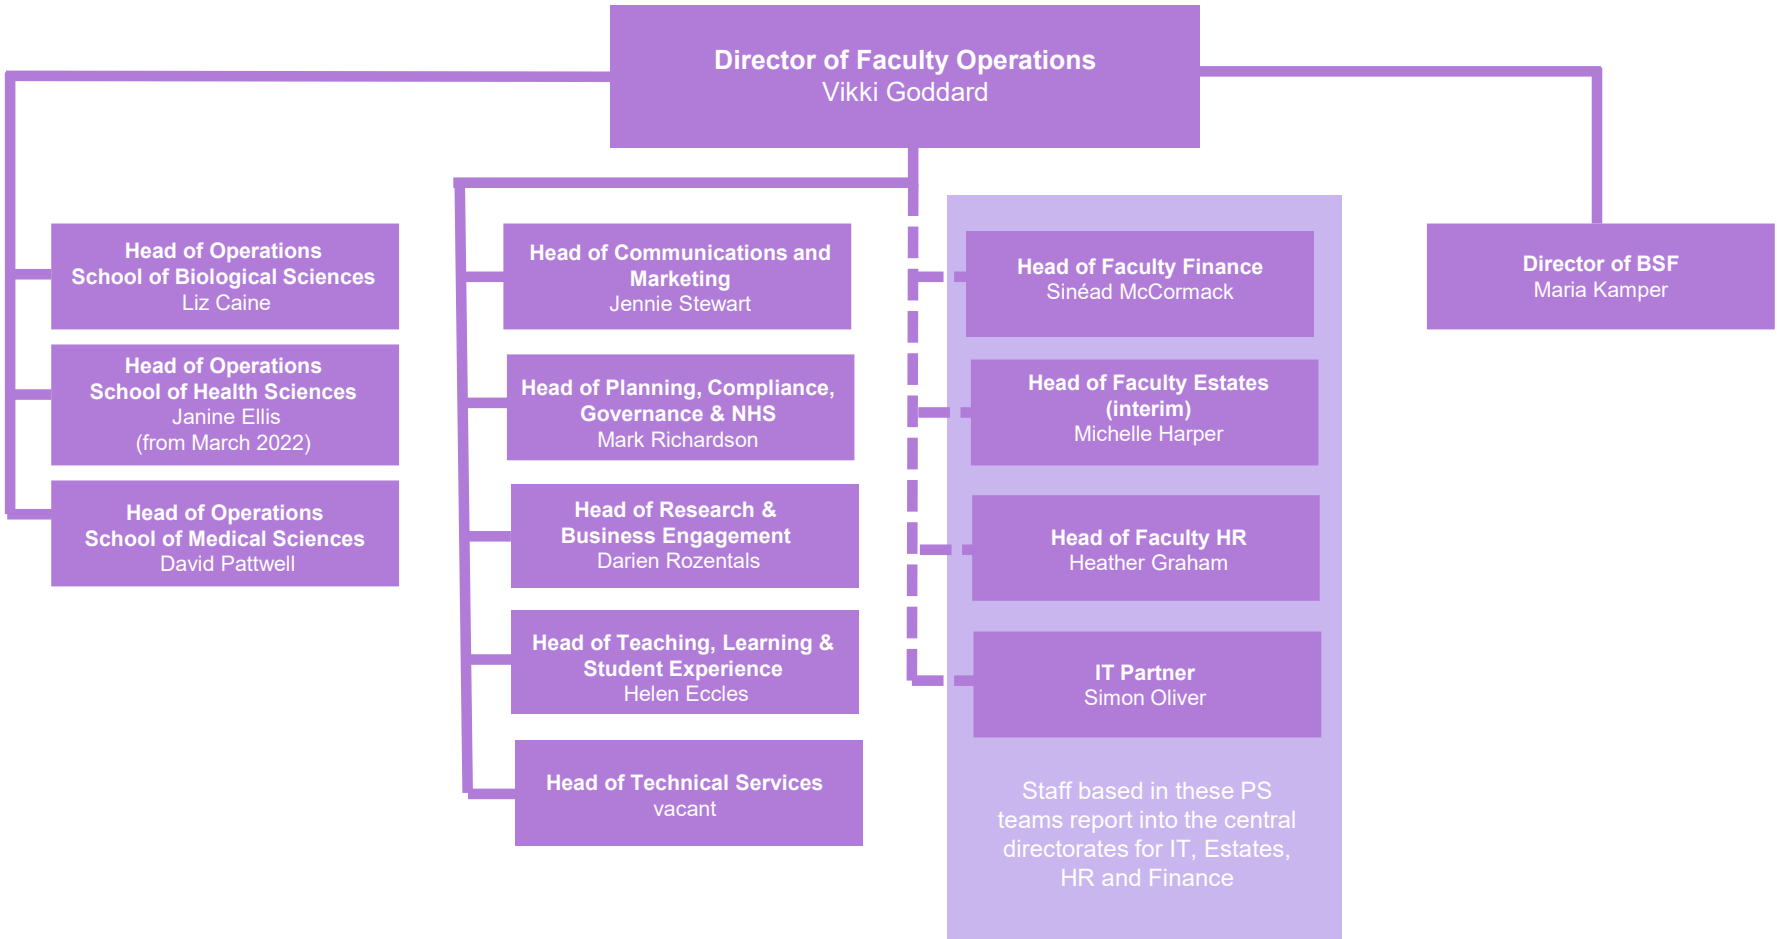 Director of Faculty Operations
Vikki Goddard
Head of Operations
School of Biological Sciences
Liz Caine
Head of Operations
School of Health Sciences
Janine Ellis
(from March 2022)
Head of Operations
School of Medical Sciences
David Pattwell
Head of Communications and
Marketing
Jennie Stewart
Head of Planning, Compliance,
Governance & NHS
Mark Richardson
Head of Research &
Business Engagement
Darien Rozentals
Head of Teaching, Learning &
Student Experience
Helen Eccles
Head of Technical Services
vacant
Head of Faculty Finance
Sinéad McCormack
Head of Faculty Estates
(interim)
Michelle Harper
Head of Faculty HR
Heather Graham
IT Partner
Simon Oliver
Staff based in these PS
teams report into the central
directorates for IT, Estates,
HR and Finance
Director of BSF
Maria Kamper